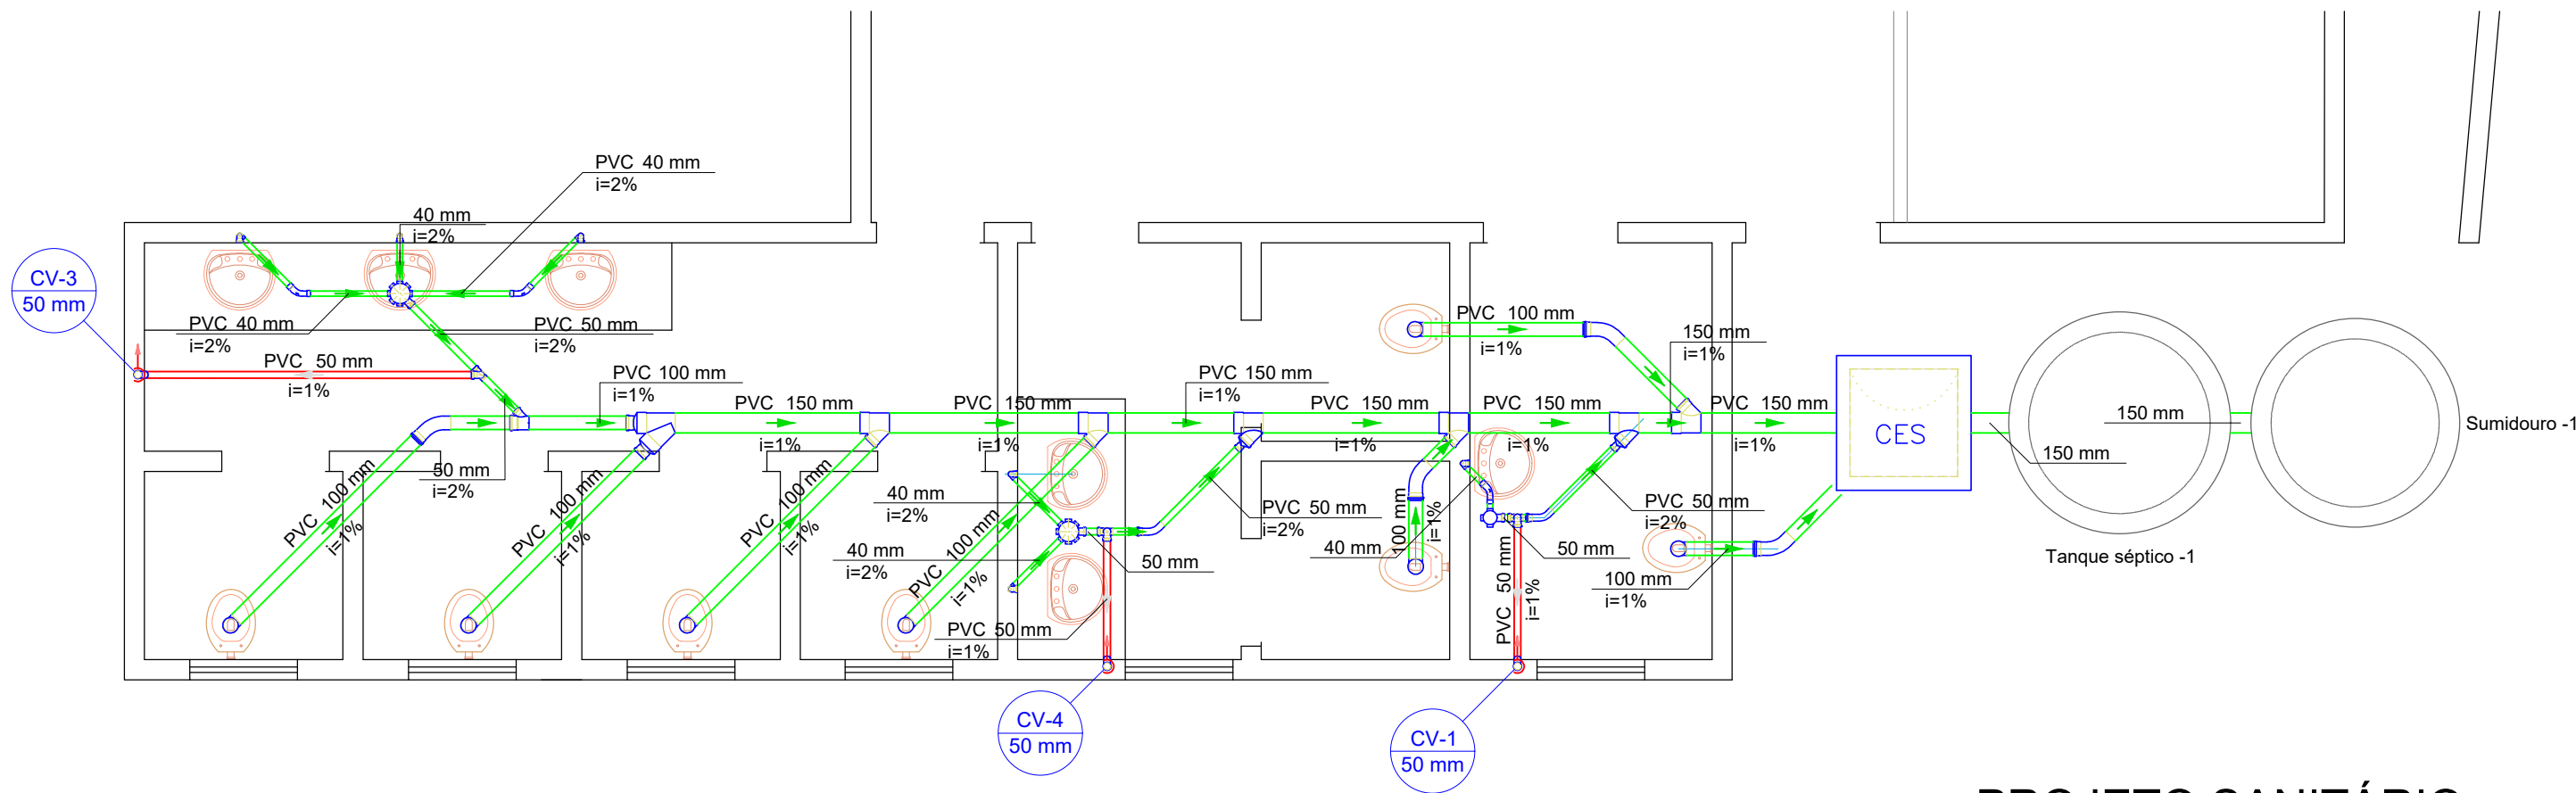 PVC 40 mm
i=2%
40 mm
i=2%
CV-3
50 mm
PVC 40 mm
i=2%
PVC 50 mm
i=2%
PVC 50 mm
i=1%
PVC 100 mm
i=1%
PVC 150 mm
i=1%
PVC 150 mm
i=1%
PVC 150 mm
i=1%
PVC 150 mm
i=1%
PVC 100 mm
i=1%
150 mm
i=1%
PVC 150 mm
i=1%
PVC 150 mm
i=1%
CES
150 mm
150 mm
Sumidouro -1
Tanque séptico -1
50 mm
i=2%
PVC 100 mm
i=1%
PVC 100 mm
i=1%
PVC 100 mm
i=1%
PVC 100 mm
i=1%
40 mm
i=2%
40 mm
i=2%
50 mm
PVC 50 mm
i=1%
PVC 50 mm
i=2%
40 mm
100 mm
i=1%
PVC 50 mm
i=1%
PVC 50 mm
i=2%
50 mm
100 mm
i=1%
CV-4
50 mm
CV-1
50 mm
PROJETO SANITÁRIO